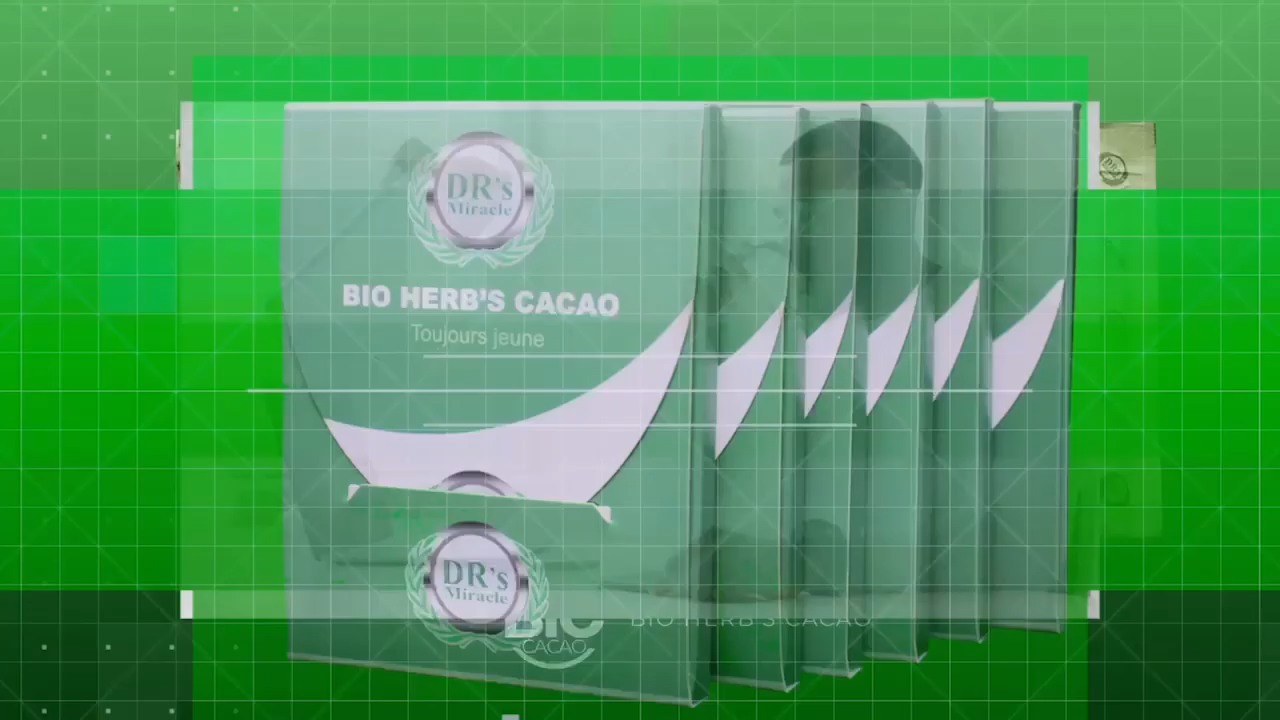 DR's
Miracle
BIO HERB'S CACAO
Toujours jeune
DR's
Miracle
BIO
CACAO
BIO HERB'S CACAO